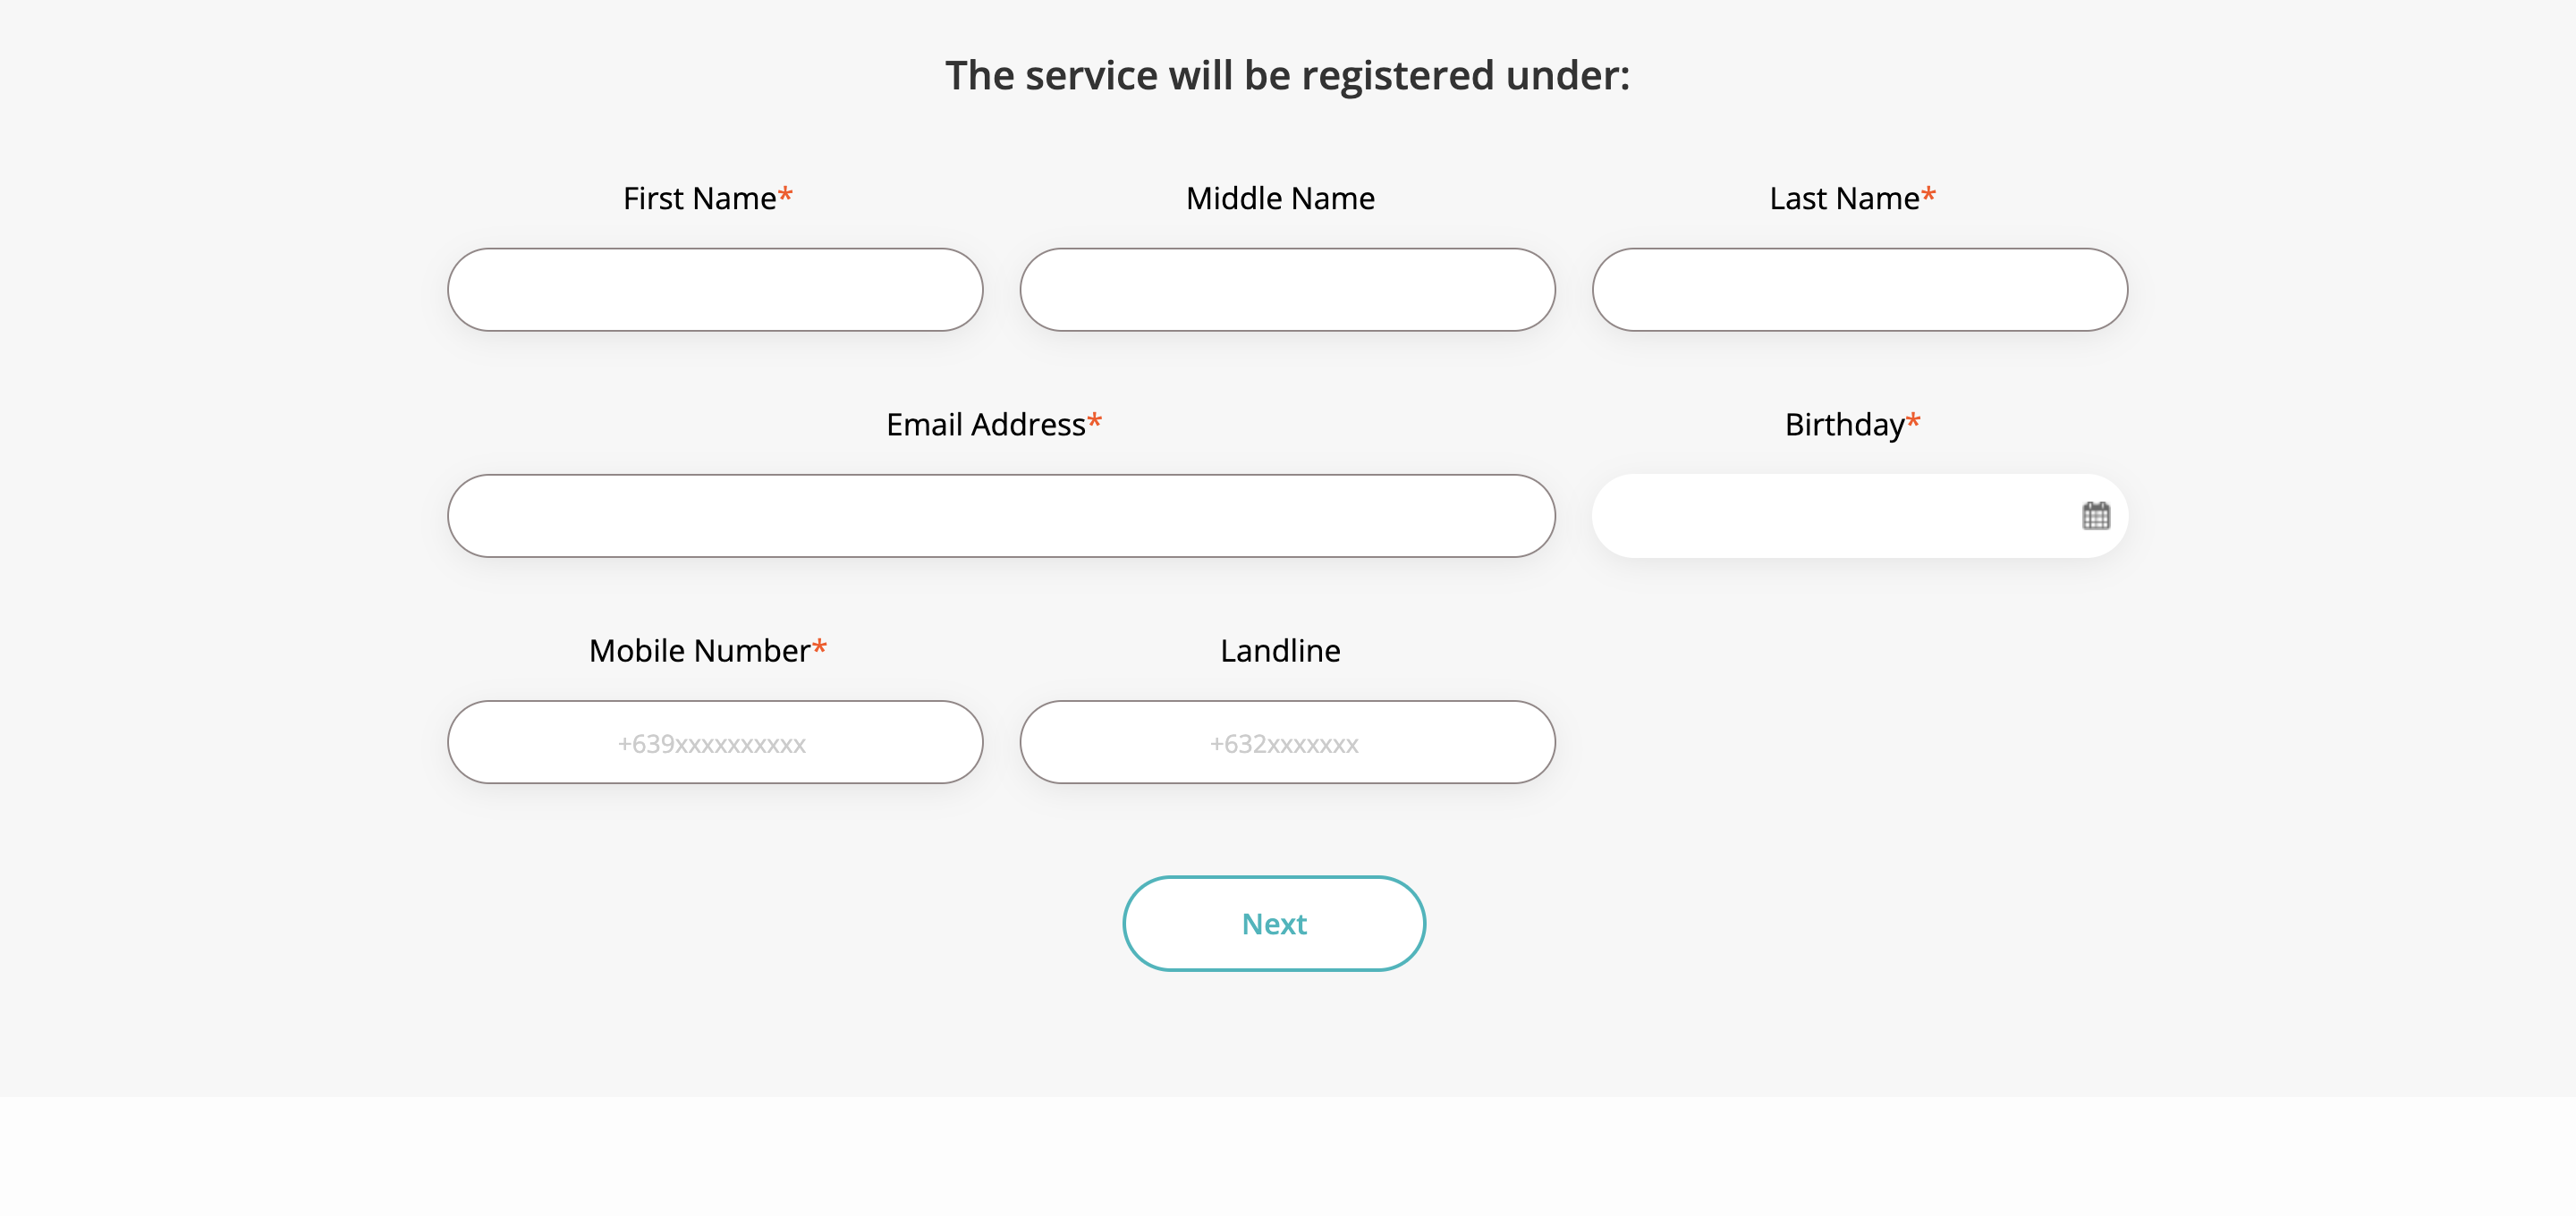 The service will be registered under:
First Name*
Middle Name
Last Name*
Email Address*
Birthday*
Mobile Number*
Landline
+639xxxxxxxxxx
+632xxxxxxx
Next